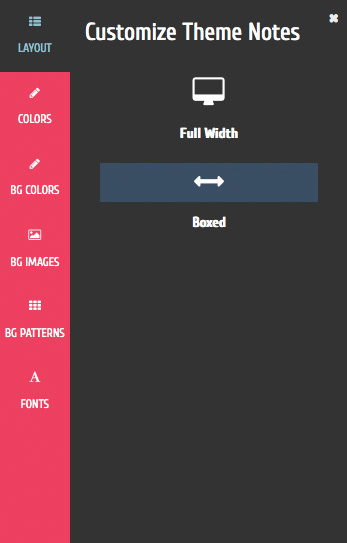 LAYOUT
COLORS
BG COLORS
BG IMAGES
BG PATTERNS
FONTS
Customize Theme Notes
Full Width
Boxed